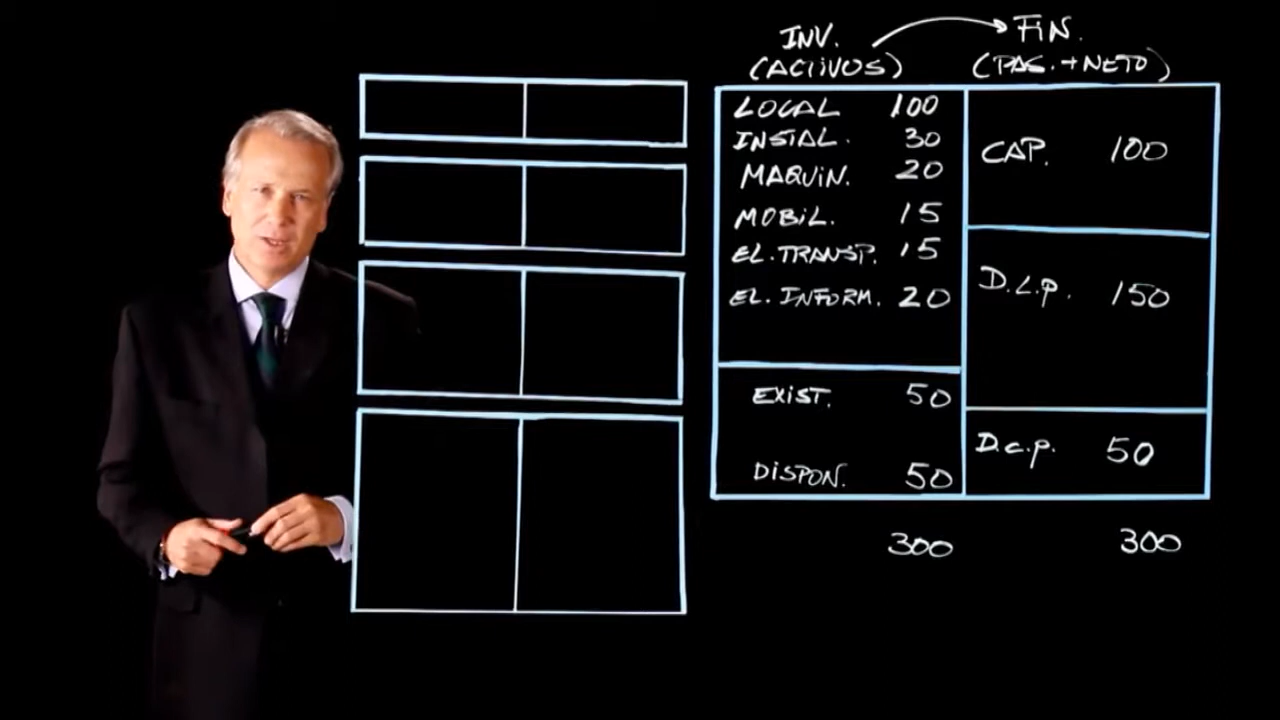 INV.
(ACTIVOS)
FIN.
(PAS. + NETO)
LOCAL 100
INSTAL. 30
MAQUIN. 20
MOBIL. 15
EL. TRANSP. 15
EL. INFORM. 20
EXIST. 50
DISPON. 50
300
CAP. 100
D.L.P. 150
D.C.P. 50
300